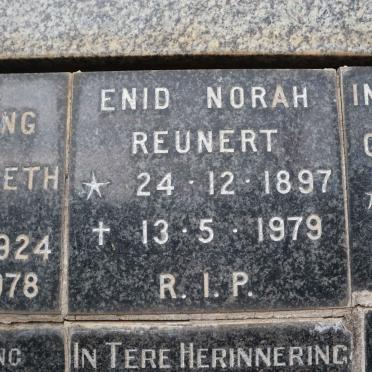 ENID NORAH
REUNERT
☆ 24·12·1897
† 13·5·1979
R.I.P.
IN TERE HERINNERING